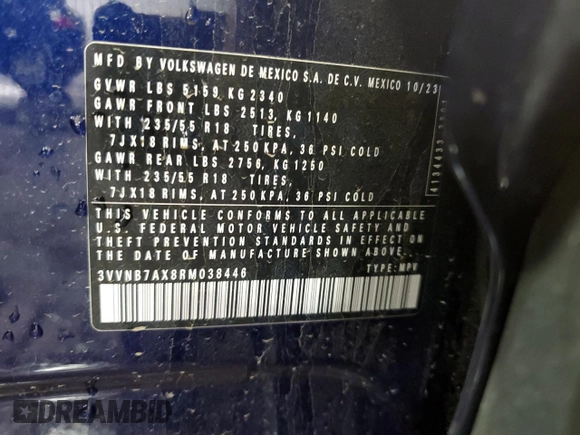 MFD BY VOLKSWAGEN DE MEXICO S.A. DE C.V. MEXICO 10/23
GVWR LBS 5159 KG 2340
GAWR FRONT LBS 2513, KG 1140
WITH 235/55 R18 TIRES,
7JX18 RIMS, AT 250 KPA, 36 PSI COLD
GAWR REAR LBS 2756, KG 1250
WITH 235/55 R18 TIRES,
7JX18 RIMS, AT 250 KPA, 36 PSI COLD
THIS VEHICLE CONFORMS TO ALL APPLICABLE
U.S. FEDERAL MOTOR VEHICLE SAFETY AND
THEFT PREVENTION STANDARDS IN EFFECT ON
THE DATE OF MANUFACTURE SHOWN ABOVE.
3VVNB7AX8RM038446 TYPE: MPV
DREAMBID